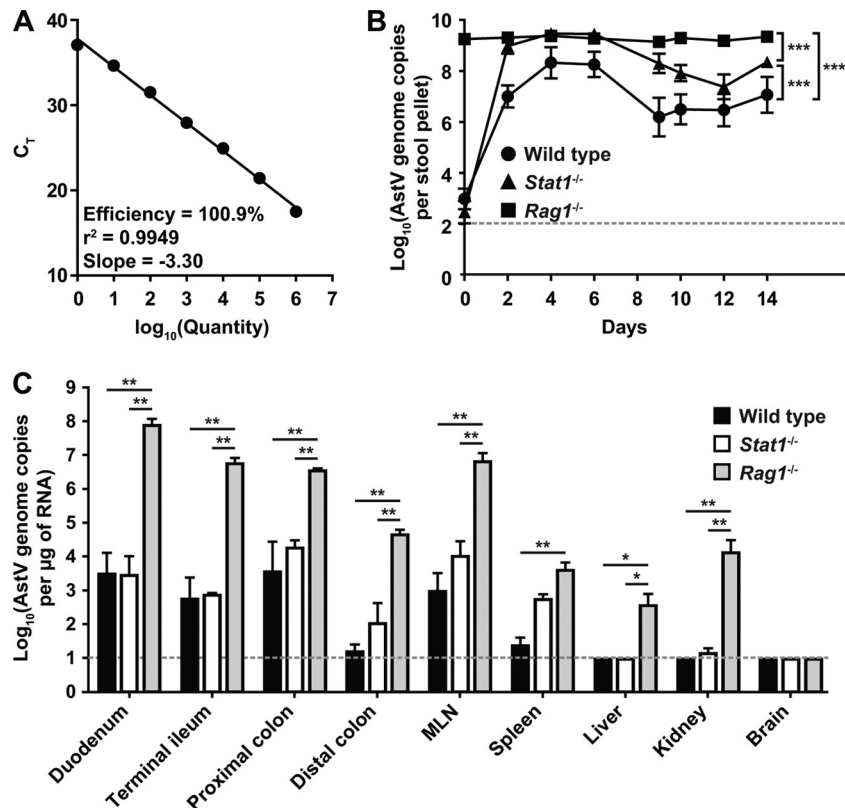 A
40
30
20
10
C_T
Efficiency = 100.9%
r² = 0.9949
Slope = -3.30
0 1 2 3 4 5 6 7
log₁₀(Quantity)
B
Log₁₀(AstV genome copies
per stool pellet)
10
8
6
4
2
0
Wild type
Stat1⁻/⁻
Rag1⁻/⁻
***
***
***
0 2 4 6 8 10 12 14
Days
C
Log₁₀(AstV genome copies
per µg of RNA)
9
8
7
6
5
4
3
2
1
0
**
**
**
**
**
**
**
**
**
**
**
*
*
**
**
Wild type
Stat1⁻/⁻
Rag1⁻/⁻
Duodenum
Terminal ileum
Proximal colon
Distal colon
MLN
Spleen
Liver
Kidney
Brain